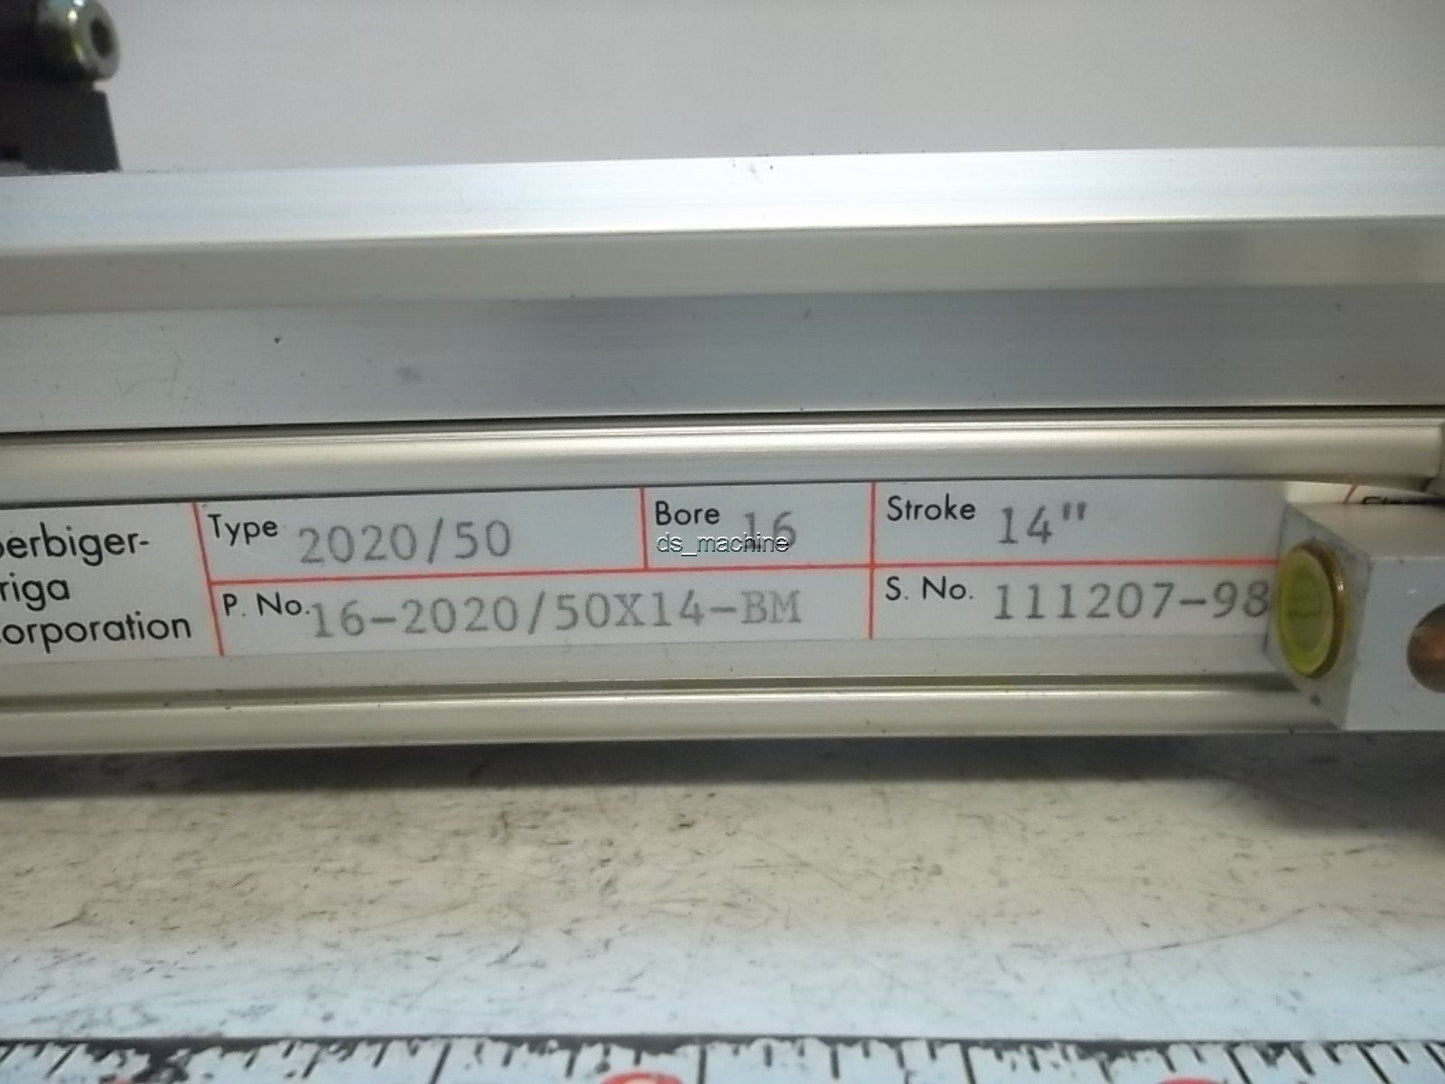 erbiger-
riga
orporation
Type 2020/50
Bore 16
Stroke 14"
P. No. 16-2020/50X14-BM
S. No. 111207-98
ds_machine